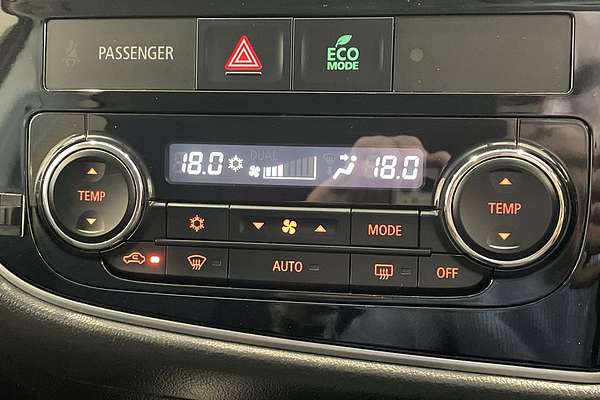 PASSENGER
ECO
MODE
18.0 DUAL 18.0
TEMP
TEMP
MODE
AUTO
OFF